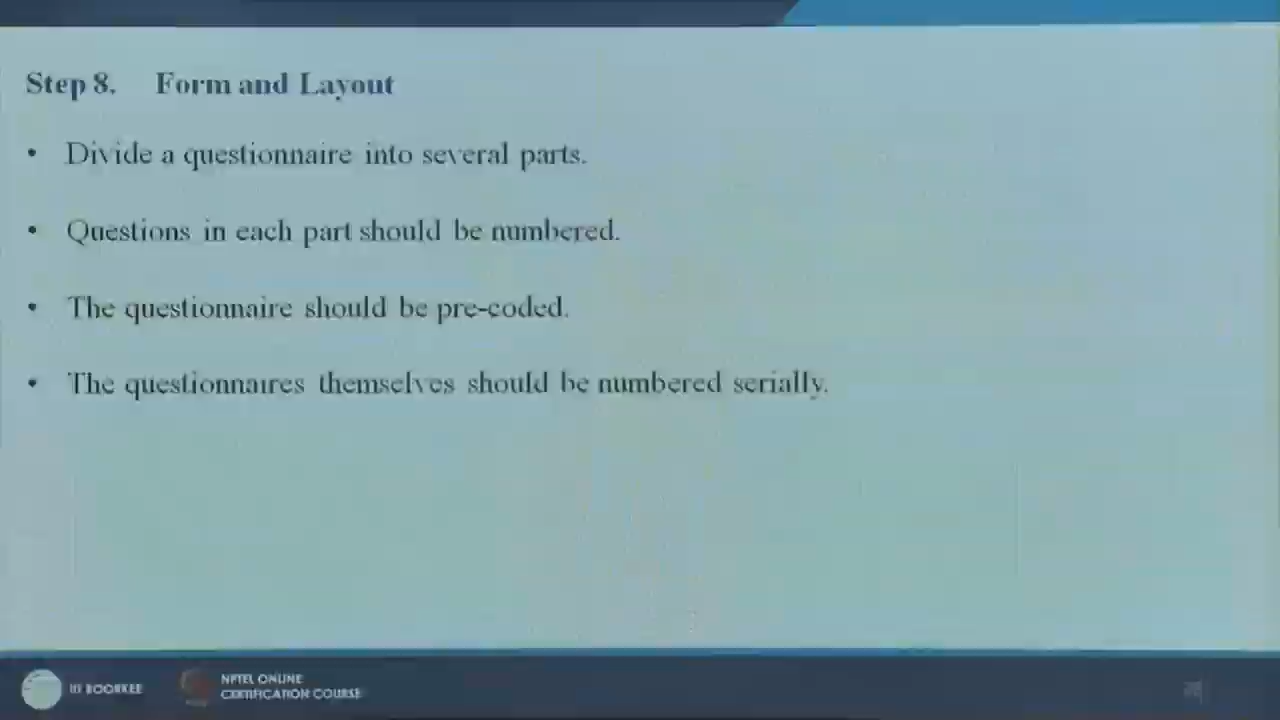 Step 8. Form and Layout
• Divide a questionnaire into several parts.
• Questions in each part should be numbered.
• The questionnaire should be pre-coded.
• The questionnaires themselves should be numbered serially.
IIT ROORKEE
NPTEL ONLINE
CERTIFICATION COURSE